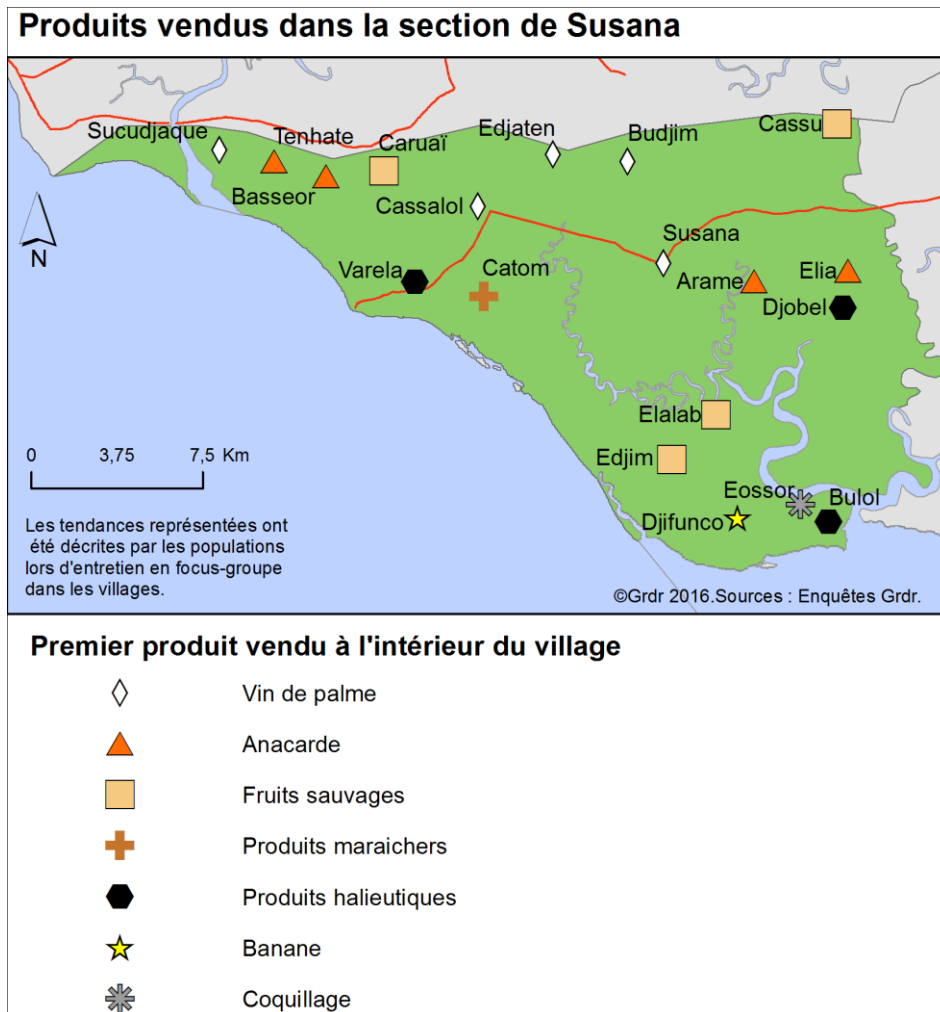 Produits vendus dans la section de Susana
Sucudjaque
Tenhate
Caruaï
Edjaten
Budjim
Cassu
Basseor
Cassalol
N
Varela
Catom
Susana
Arame
Elia
Djobel
Elalab
Edjim
Eossor
Bulol
Djifunco
0 3,75 7,5 Km
Les tendances représentées ont
été décrites par les populations
lors d'entretien en focus-groupe
dans les villages.
©Grdr 2016.Sources : Enquêtes Grdr.
Premier produit vendu à l'intérieur du village
Vin de palme
Anacarde
Fruits sauvages
Produits maraichers
Produits halieutiques
Banane
Coquillage